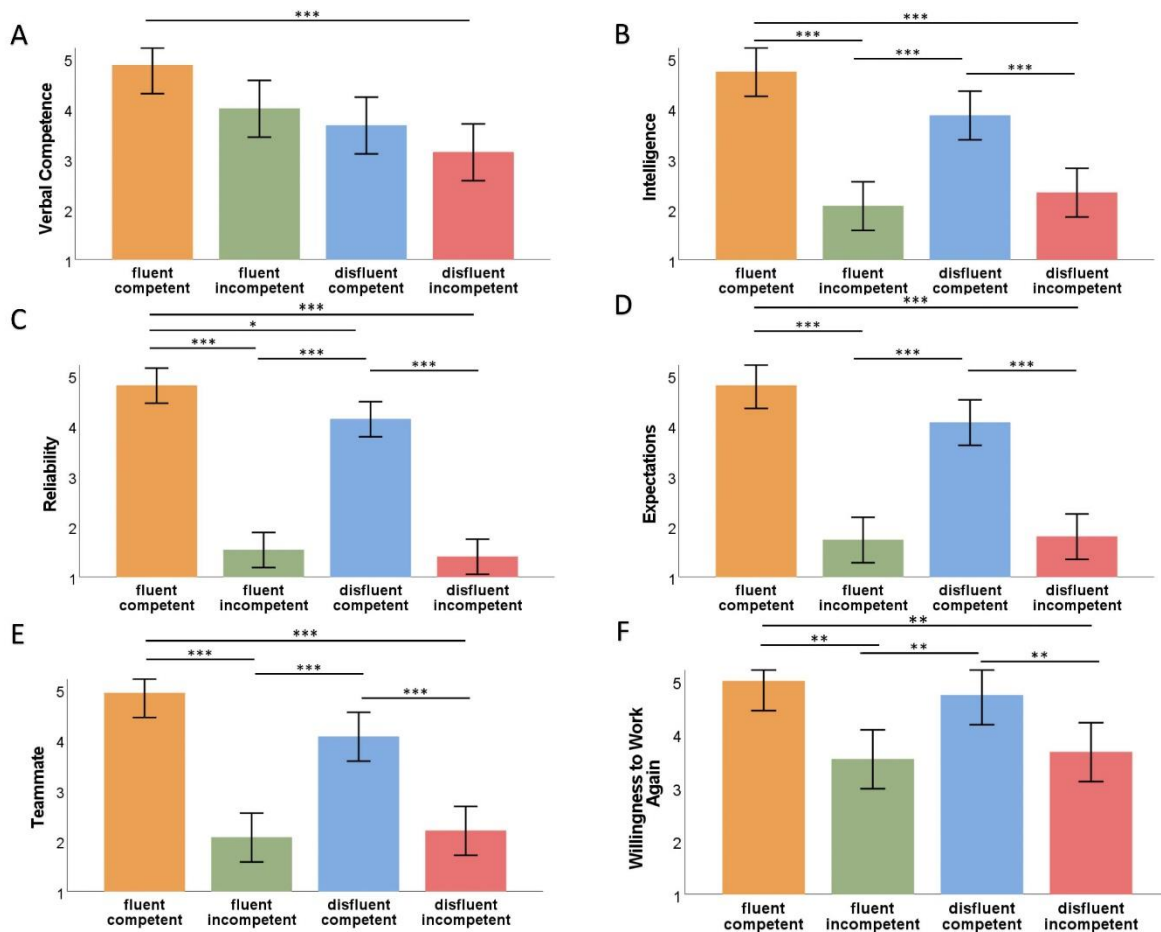 A
***
Verbal Competence
5
4
3
2
1
fluent competent
fluent incompetent
disfluent competent
disfluent incompetent
B
***
***
***
***
Intelligence
5
4
3
2
1
fluent competent
fluent incompetent
disfluent competent
disfluent incompetent
C
***
*
***
***
***
Reliability
5
4
3
2
1
fluent competent
fluent incompetent
disfluent competent
disfluent incompetent
D
***
***
***
***
Expectations
5
4
3
2
1
fluent competent
fluent incompetent
disfluent competent
disfluent incompetent
E
***
***
***
***
Teammate
5
4
3
2
1
fluent competent
fluent incompetent
disfluent competent
disfluent incompetent
F
**
**
**
**
Willingness to Work
Again
5
4
3
2
1
fluent competent
fluent incompetent
disfluent competent
disfluent incompetent